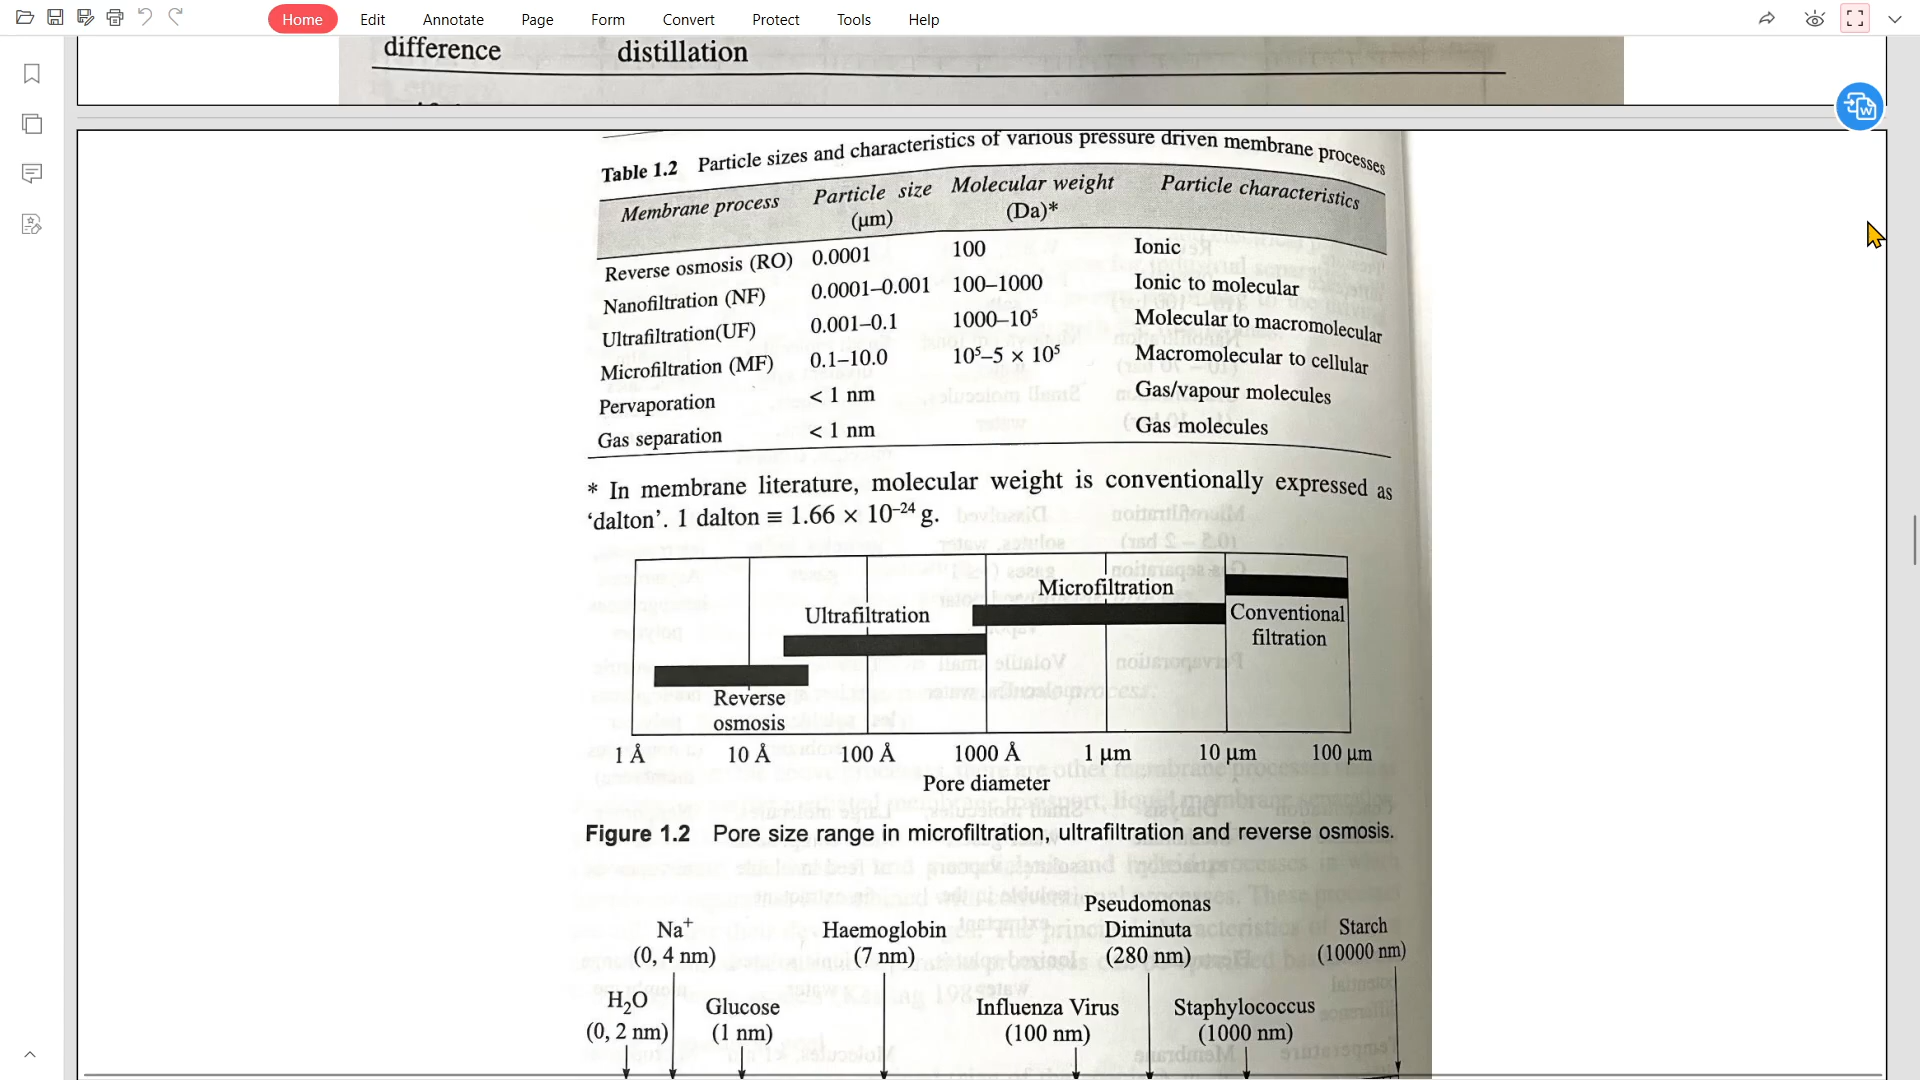 Home Edit Annotate Page Form Convert Protect Tools Help
difference distillation
Table 1.2 Particle sizes and characteristics of various pressure driven membrane processes
Membrane process Particle size (μm) Molecular weight (Da)* Particle characteristics
Reverse osmosis (RO) 0.0001 100 Ionic
Nanofiltration (NF) 0.0001–0.001 100–1000 Ionic to molecular
Ultrafiltration(UF) 0.001–0.1 1000–10⁵ Molecular to macromolecular
Microfiltration (MF) 0.1–10.0 10⁵–5 × 10⁵ Macromolecular to cellular
Pervaporation < 1 nm Gas/vapour molecules
Gas separation < 1 nm Gas molecules
* In membrane literature, molecular weight is conventionally expressed as
'dalton'. 1 dalton ≡ 1.66 × 10⁻²⁴ g.
Microfiltration
Ultrafiltration
Conventional
filtration
Reverse
osmosis
1 Å 10 Å 100 Å 1000 Å 1 μm 10 μm 100 μm
Pore diameter
Figure 1.2 Pore size range in microfiltration, ultrafiltration and reverse osmosis.
Na⁺
(0, 4 nm)
Haemoglobin
(7 nm)
Pseudomonas
Diminuta
(280 nm)
Starch
(10000 nm)
H₂O
(0, 2 nm)
Glucose
(1 nm)
Influenza Virus
(100 nm)
Staphylococcus
(1000 nm)